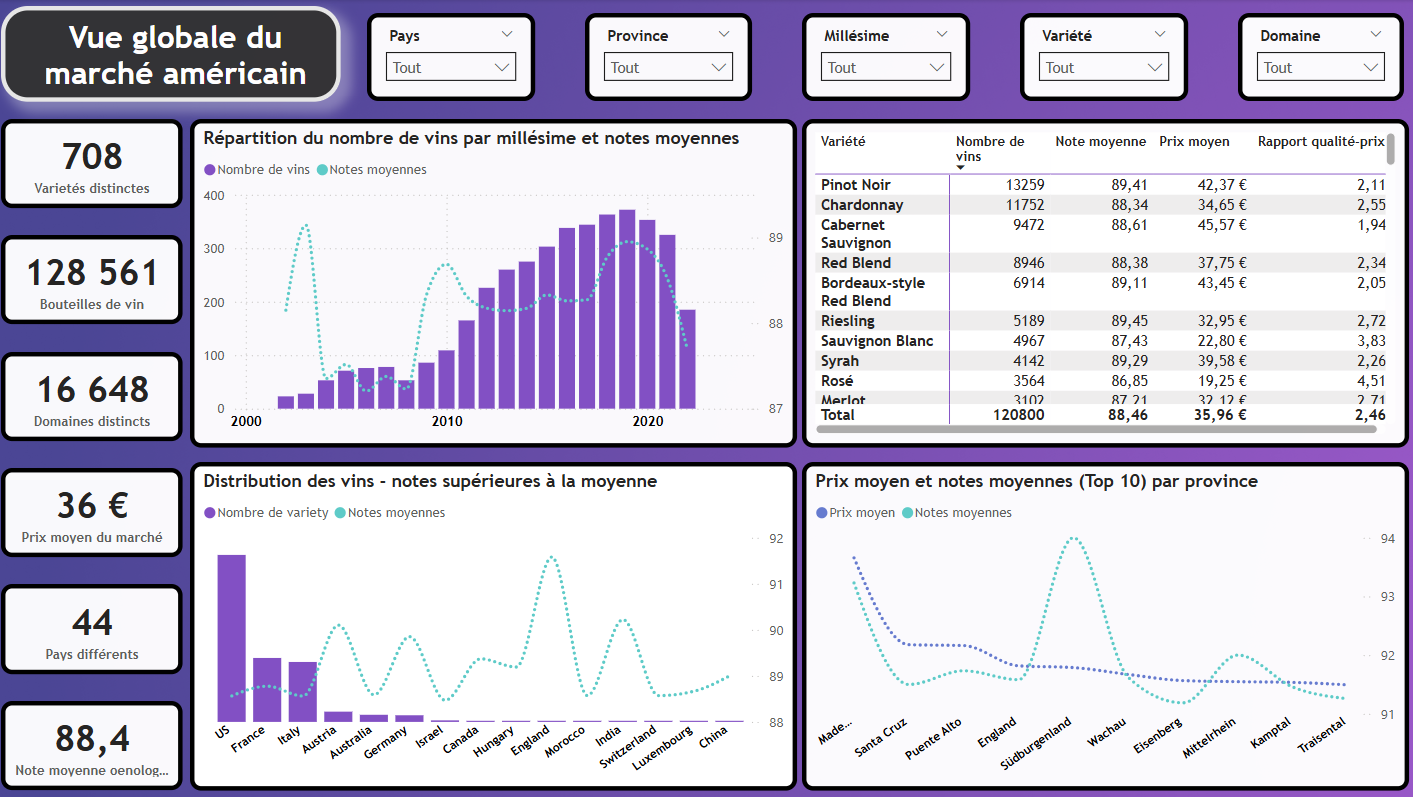 Vue globale du
marché américain
Pays
Tout
Province
Tout
Millésime
Tout
Variété
Tout
Domaine
Tout
708
Varietés distinctes
128 561
Bouteilles de vin
16 648
Domaines distincts
36 €
Prix moyen du marché
44
Pays différents
88,4
Note moyenne oenolog...
Répartition du nombre de vins par millésime et notes moyennes
Nombre de vins Notes moyennes
400
300
200
100
0
89
88
87
2000 2010 2020
Variété Nombre de vins Note moyenne Prix moyen Rapport qualité-prix
Pinot Noir 13259 89,41 42,37 € 2,11
Chardonnay 11752 88,34 34,65 € 2,55
Cabernet Sauvignon 9472 88,61 45,57 € 1,94
Red Blend 8946 88,38 37,75 € 2,34
Bordeaux-style Red Blend 6914 89,11 43,45 € 2,05
Riesling 5189 89,45 32,95 € 2,72
Sauvignon Blanc 4967 87,43 22,80 € 3,83
Syrah 4142 89,29 39,58 € 2,26
Rosé 3564 86,85 19,25 € 4,51
Merlot 3102 87,21 32,12 € 2,71
Total 120800 88,46 35,96 € 2,46
Distribution des vins - notes supérieures à la moyenne
Nombre de variety Notes moyennes
92
91
90
89
88
US France Italy Austria Australia Germany Israel Canada Hungary England Morocco India Switzerland Luxembourg China
Prix moyen et notes moyennes (Top 10) par province
Prix moyen Notes moyennes
94
93
92
91
Made... Santa Cruz Puente Alto England Südburgenland Wachau Eisenberg Mittelrhein Kamptal Traisental